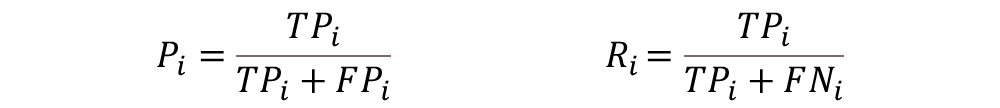 P_i = TP_i / (TP_i + FP_i)    R_i = TP_i / (TP_i + FN_i)